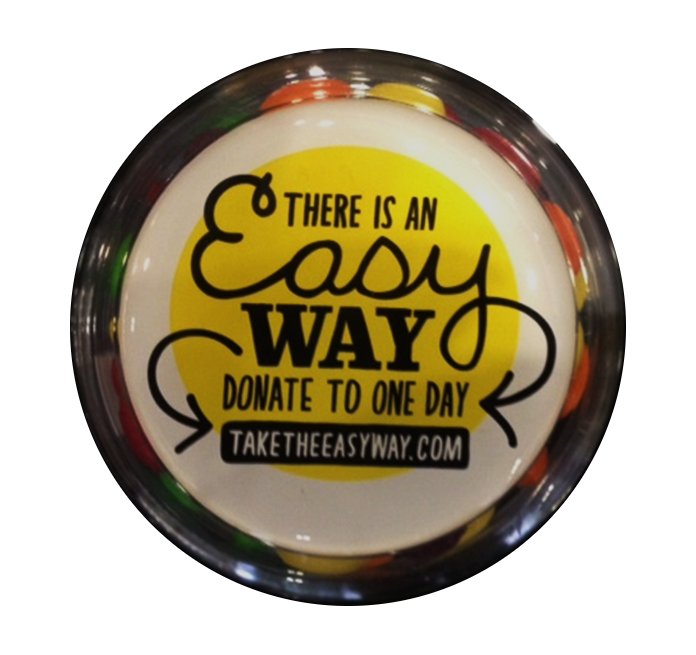 THERE IS AN
Easy
WAY
DONATE TO ONE DAY
TAKETHEEASYWAY.COM